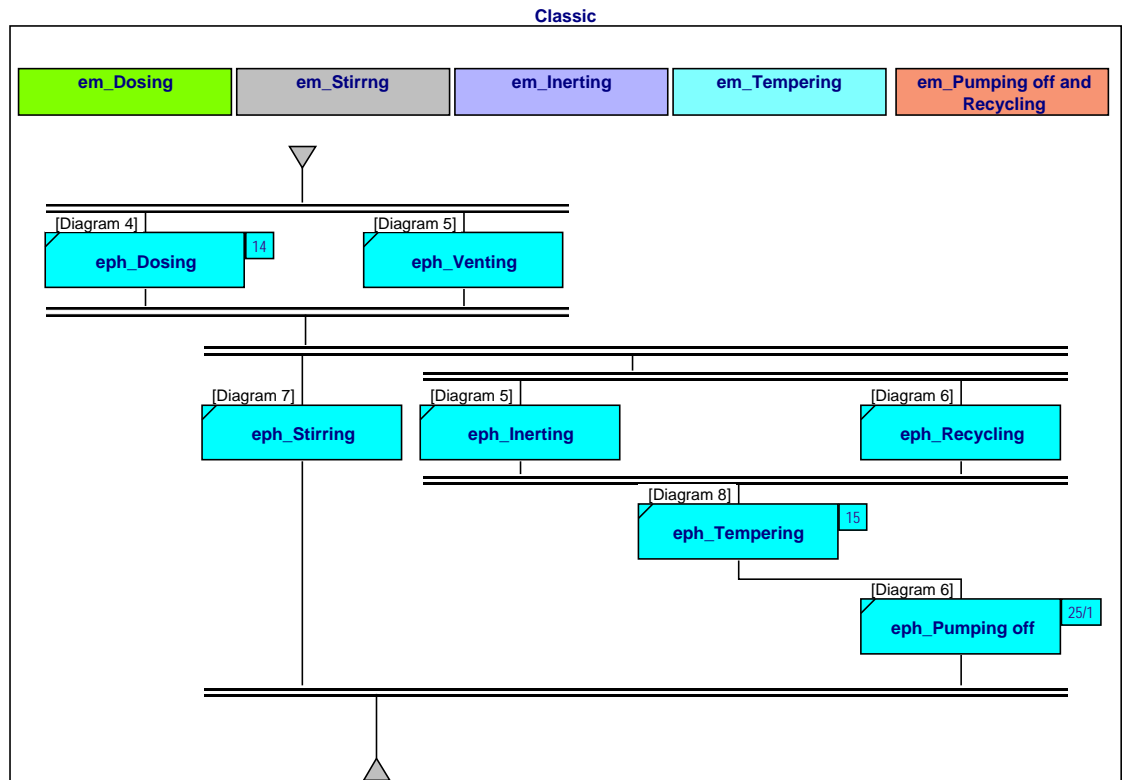 Classic
em_Dosing
em_Stirrng
em_Inerting
em_Tempering
em_Pumping off and
Recycling
[Diagram 4]
[Diagram 5]
eph_Dosing
14
eph_Venting
[Diagram 7]
[Diagram 5]
[Diagram 6]
eph_Stirring
eph_Inerting
eph_Recycling
[Diagram 8]
eph_Tempering
15
[Diagram 6]
eph_Pumping off
25/1